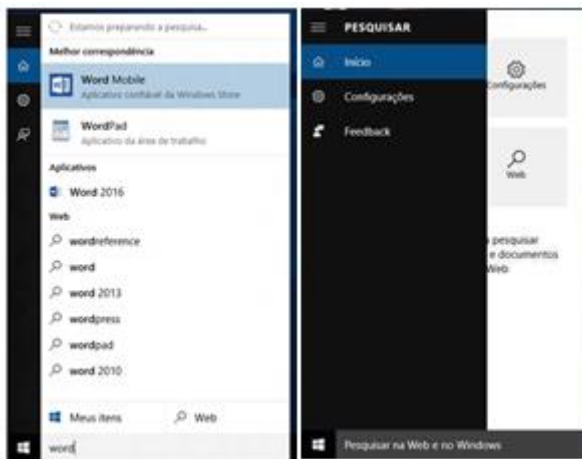 Estamos preparando a pesquisa...
Melhor correspondência
Word Mobile
Aplicativo confiável da Windows Store
WordPad
Aplicativo da área de trabalho
Aplicativos
Word 2016
Web
wordreference
word
word 2013
wordpress
wordpad
word 2010
Meus itens
Web
word
PESQUISAR
Início
Configurações
Feedback
Configurações
Web
pesquisar
e documentos
Web
Pesquisar na Web e no Windows